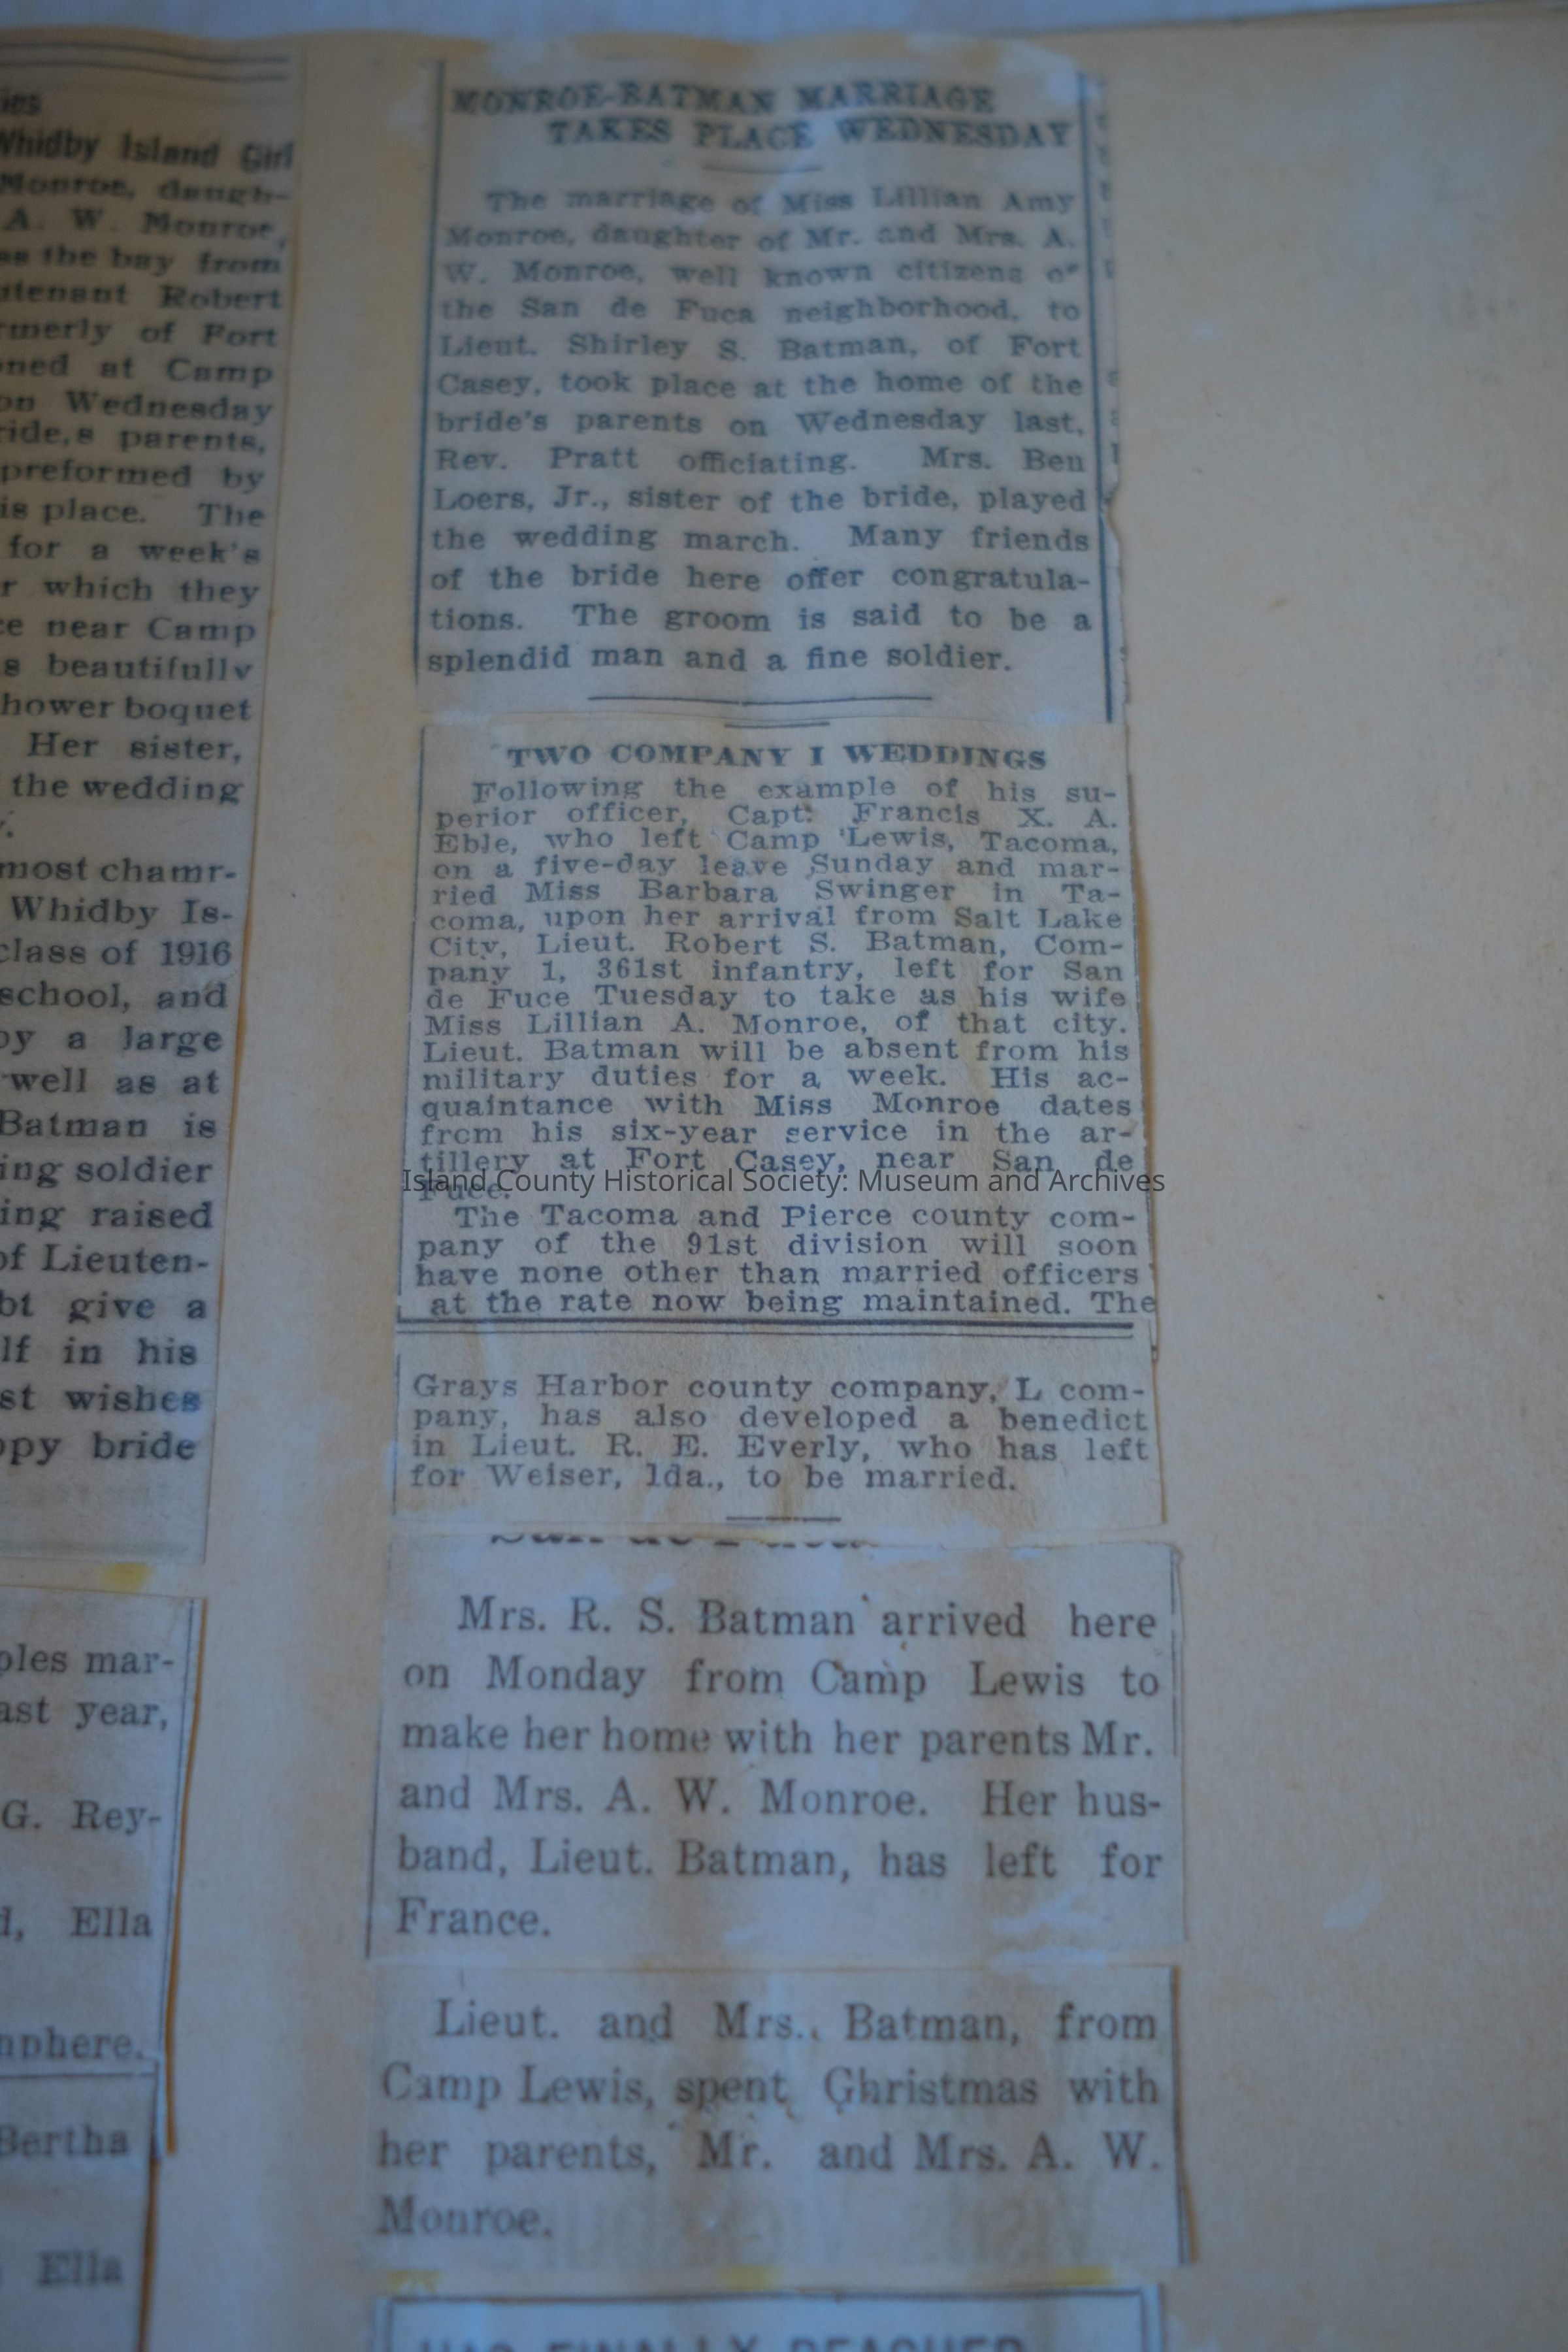 ies
Whidby Island Girl
Monroe, daugh-
A. W. Monroe,
as the bay from
utenant Robert
rmerly of Fort
oned at Camp
on Wednesday
ride,s parents,
preformed by
is place. The
for a week's
r which they
ce near Camp
s beautifully
hower boquet
Her sister,
the wedding
y.
most chamr-
Whidby Is-
class of 1916
school, and
by a large
well as at
Batman is
ing soldier
ing raised
of Lieuten-
bt give a
lf in his
st wishes
ppy bride
ples mar-
ast year,
G. Rey-
d, Ella
nphere.
Bertha
Ella
MONROE-BATMAN MARRIAGE
TAKES PLACE WEDNESDAY
The marriage of Miss Lillian Amy
Monroe, daughter of Mr. and Mrs. A.
W. Monroe, well known citizens of
the San de Fuca neighborhood, to
Lieut. Shirley S. Batman, of Fort
Casey, took place at the home of the
bride's parents on Wednesday last,
Rev. Pratt officiating. Mrs. Ben
Loers, Jr., sister of the bride, played
the wedding march. Many friends
of the bride here offer congratula-
tions. The groom is said to be a
splendid man and a fine soldier.
TWO COMPANY I WEDDINGS
Following the example of his su-
perior officer, Capt. Francis X. A.
Eble, who left Camp Lewis, Tacoma,
on a five-day leave Sunday and mar-
ried Miss Barbara Swinger in Ta-
coma, upon her arrival from Salt Lake
City, Lieut. Robert S. Batman, Com-
pany 1, 361st infantry, left for San
de Fuce Tuesday to take as his wife
Miss Lillian A. Monroe, of that city.
Lieut. Batman will be absent from his
military duties for a week. His ac-
quaintance with Miss Monroe dates
from his six-year service in the ar-
tillery at Fort Casey, near San de
Fuce.
Island County Historical Society: Museum and Archives
The Tacoma and Pierce county com-
pany of the 91st division will soon
have none other than married officers
at the rate now being maintained. The
Grays Harbor county company, L com-
pany, has also developed a benedict
in Lieut. R. E. Everly, who has left
for Weiser, Ida., to be married.
Mrs. R. S. Batman arrived here
on Monday from Camp Lewis to
make her home with her parents Mr.
and Mrs. A. W. Monroe. Her hus-
band, Lieut. Batman, has left for
France.
Lieut. and Mrs. Batman, from
Camp Lewis, spent Christmas with
her parents, Mr. and Mrs. A. W.
Monroe.
HAS FINALLY REACHED